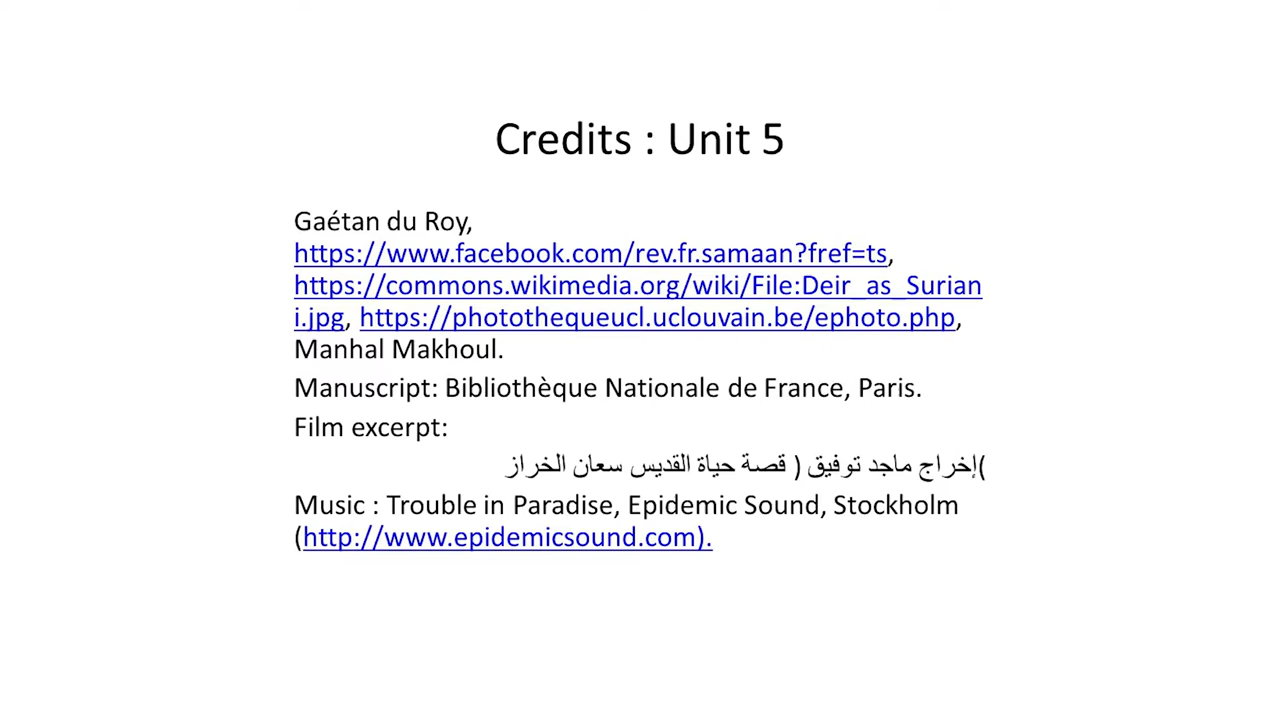 Credits : Unit 5
Gaétan du Roy,
https://www.facebook.com/rev.fr.samaan?fref=ts,
https://commons.wikimedia.org/wiki/File:Deir_as_Surian
i.jpg, https://photothequeucl.uclouvain.be/ephoto.php,
Manhal Makhoul.
Manuscript: Bibliothèque Nationale de France, Paris.
Film excerpt:
(إخراج ماجد توفيق ) قصة حياة القديس سعان الخراز
Music : Trouble in Paradise, Epidemic Sound, Stockholm
(http://www.epidemicsound.com).